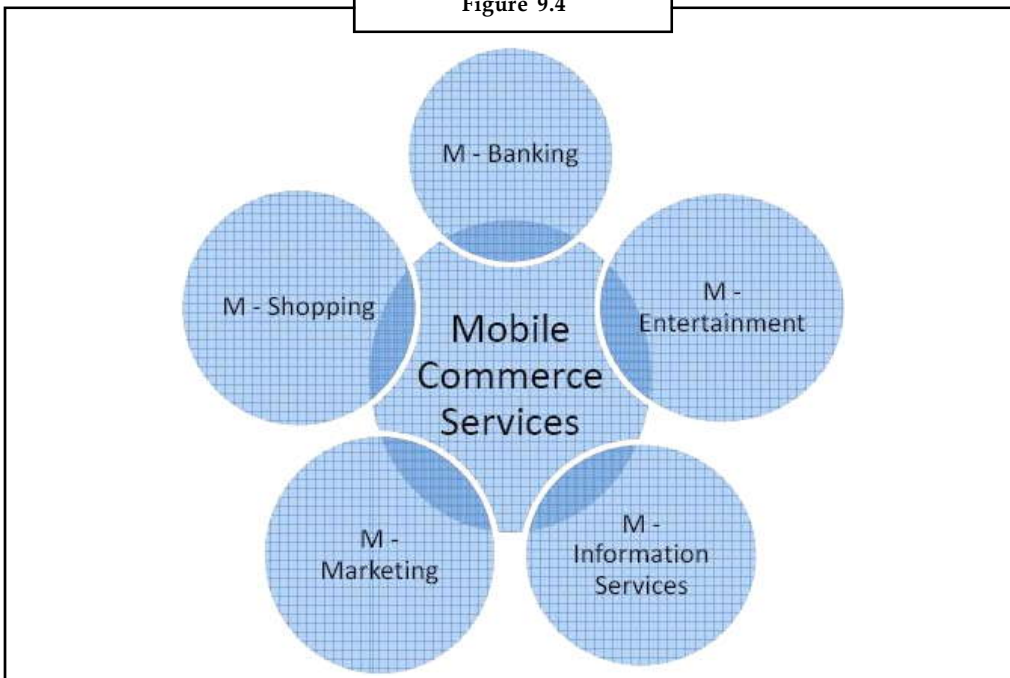 Figure 9.4
M - Banking
M -
Entertainment
M - Shopping
Mobile
Commerce
Services
M -
Marketing
M -
Information
Services